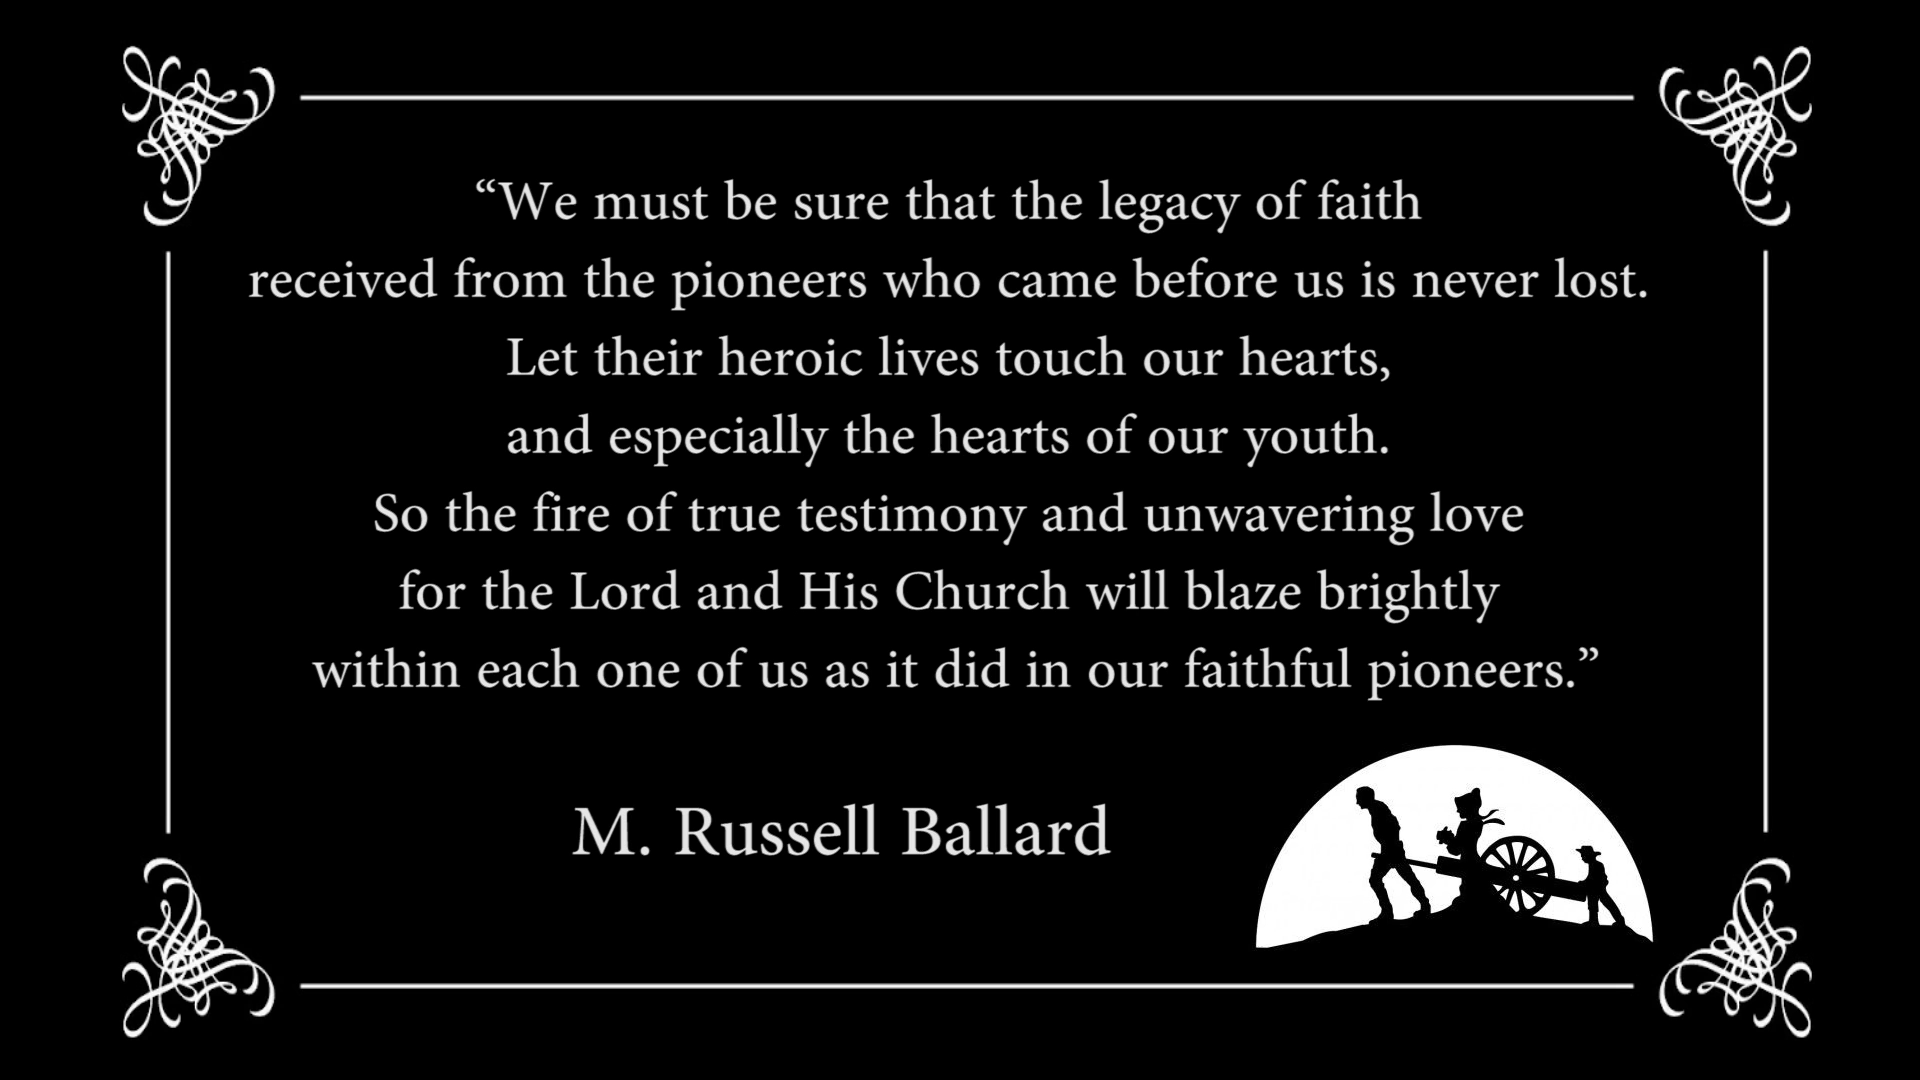 “We must be sure that the legacy of faith
received from the pioneers who came before us is never lost.
Let their heroic lives touch our hearts,
and especially the hearts of our youth.
So the fire of true testimony and unwavering love
for the Lord and His Church will blaze brightly
within each one of us as it did in our faithful pioneers.”
M. Russell Ballard